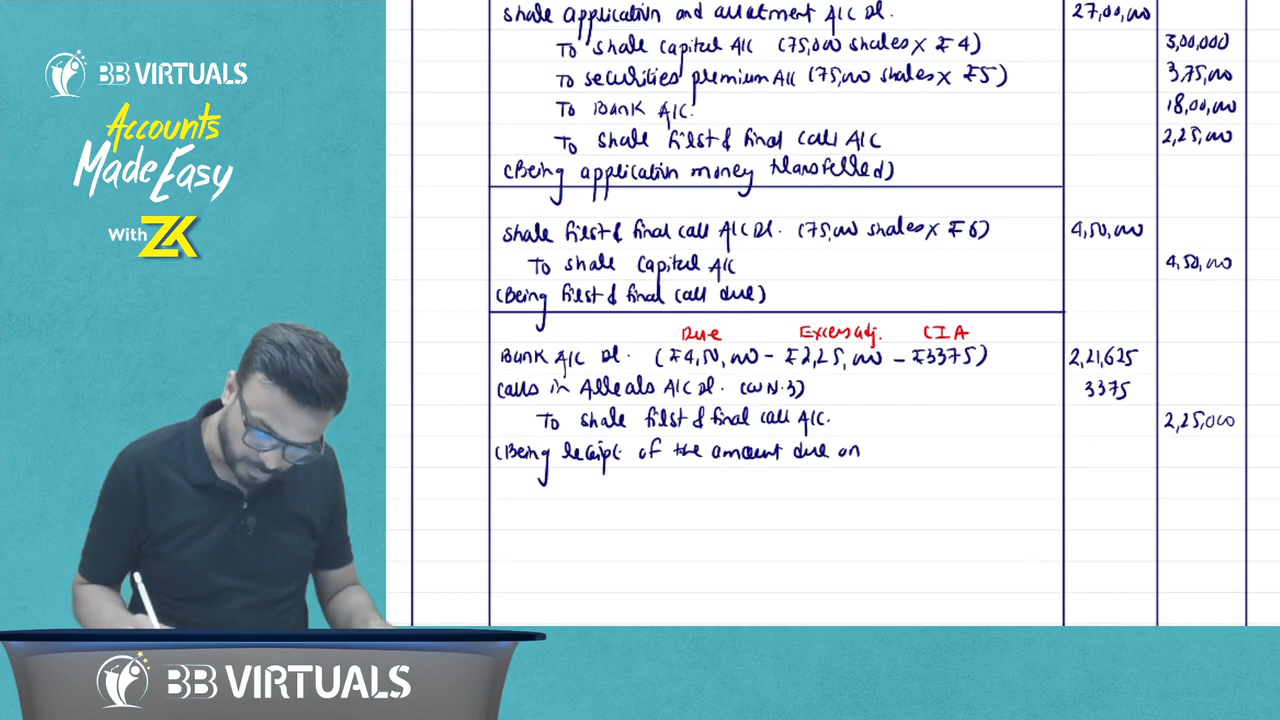 BB VIRTUALS
Accounts
Made Easy
With ZK
Share Application and allotment A/C Dr. 27,00,000
To share capital A/C (75,000 shares x ₹4) 3,00,000
To securities premium A/C (75,000 shares x ₹5) 3,75,000
To Bank A/C. 18,00,000
To share first & final call A/C 2,25,000
(Being application money transferred)
Share first & final call A/C Dr. (75,000 shares x ₹6) 4,50,000
To share capital A/C 4,50,000
(Being first & final call due)
Due Excess adj. CIA
Bank A/C Dr. (₹4,50,000 - ₹2,25,000 - ₹3375) 2,21,625
Calls in Arrears A/C Dr. (WN.3) 3375
To share first & final call A/C. 2,25,000
(Being receipt of the amount due on
BB VIRTUALS